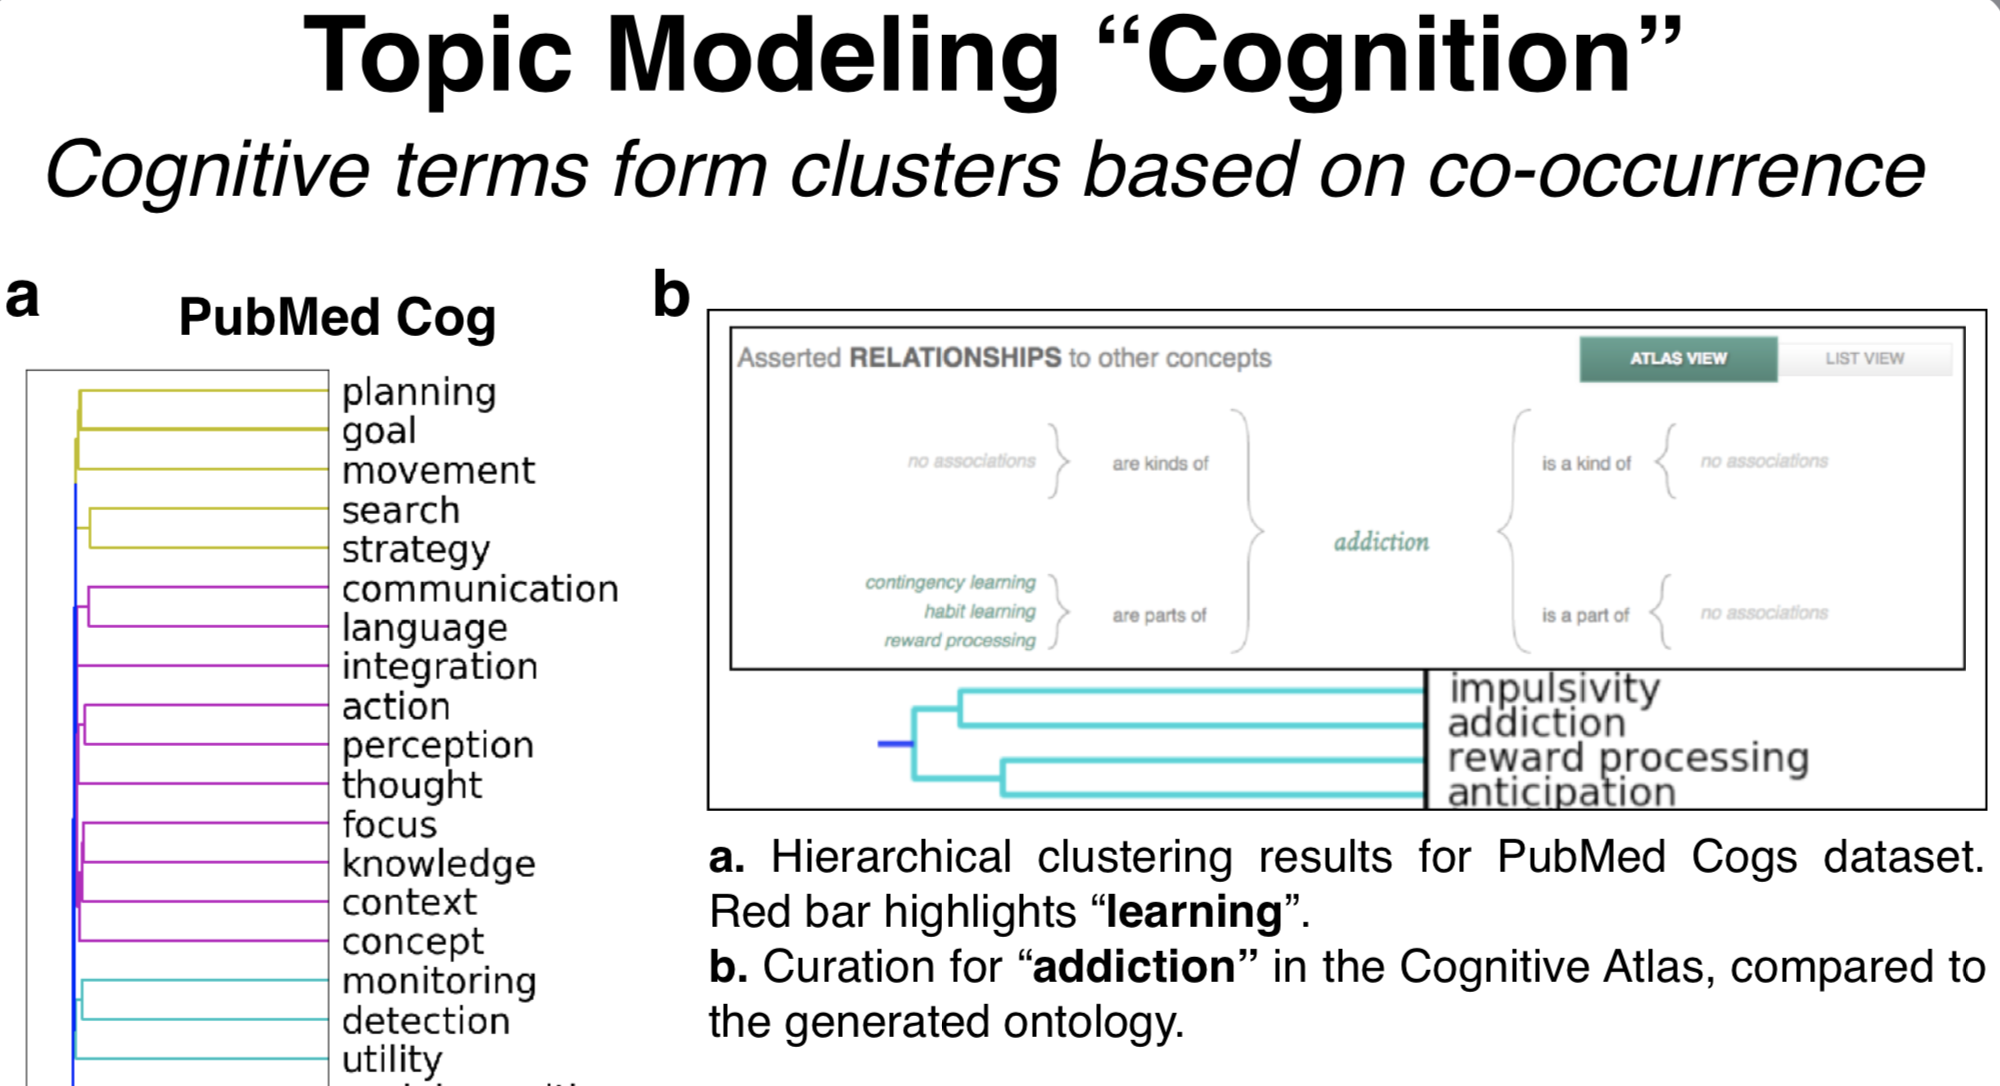 Topic Modeling “Cognition”
Cognitive terms form clusters based on co-occurrence
a
PubMed Cog
planning
goal
movement
search
strategy
communication
language
integration
action
perception
thought
focus
knowledge
context
concept
monitoring
detection
utility
b
Asserted RELATIONSHIPS to other concepts
ATLAS VIEW
LIST VIEW
no associations
are kinds of
is a kind of
no associations
addiction
contingency learning
habit learning
reward processing
are parts of
is a part of
no associations
impulsivity
addiction
reward processing
anticipation
a. Hierarchical clustering results for PubMed Cogs dataset.
Red bar highlights “learning”.
b. Curation for “addiction” in the Cognitive Atlas, compared to
the generated ontology.